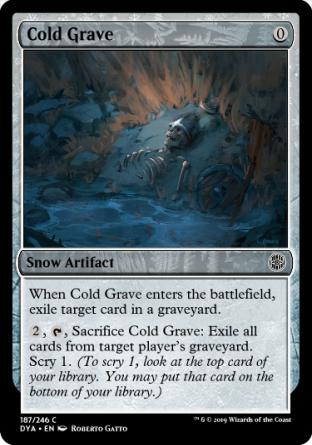 Cold Grave 0
Snow Artifact
When Cold Grave enters the battlefield,
exile target card in a graveyard.
2, T, Sacrifice Cold Grave: Exile all
cards from target player's graveyard.
Scry 1. (To scry 1, look at the top card of
your library. You may put that card on
the bottom of your library.)
187/246 C
DYA • EN Roberto Gatto
™ & © 2019 Wizards of the Coast